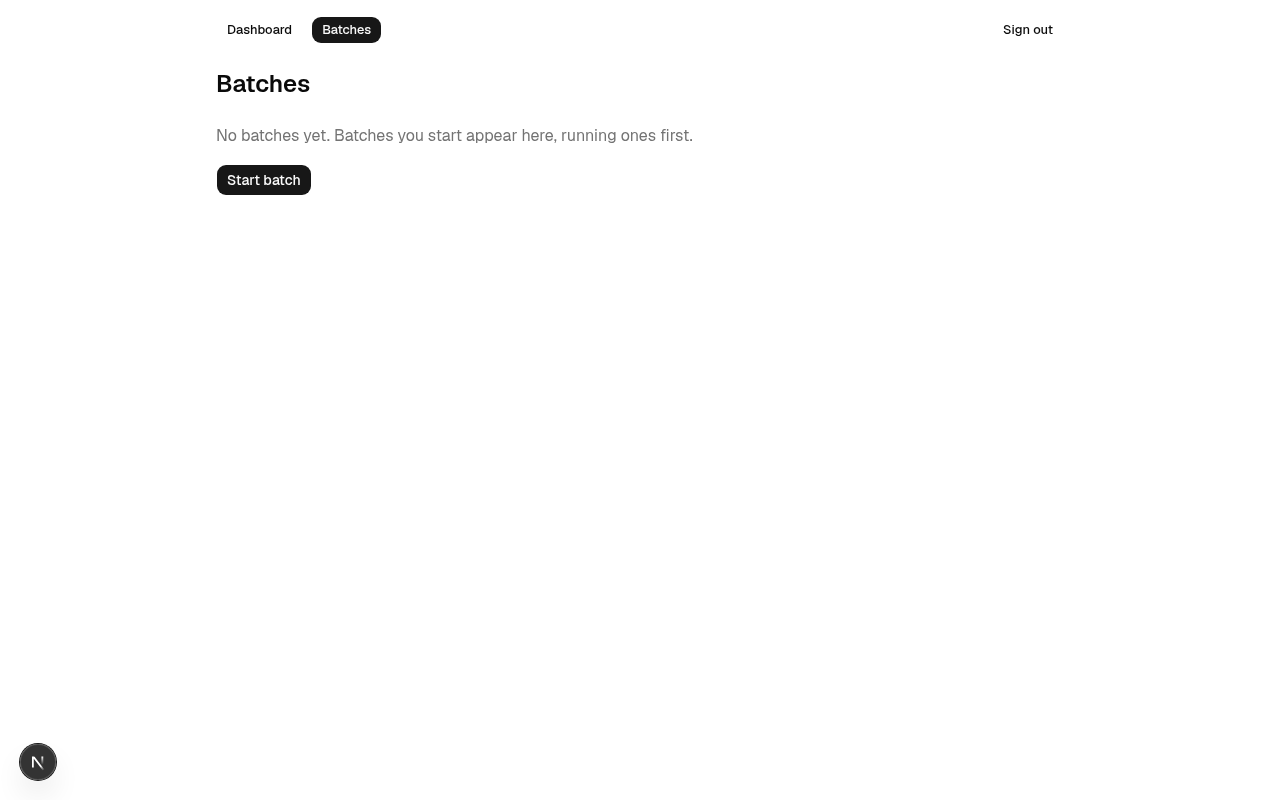 Dashboard
Batches
Sign out
Batches
No batches yet. Batches you start appear here, running ones first.
Start batch
N